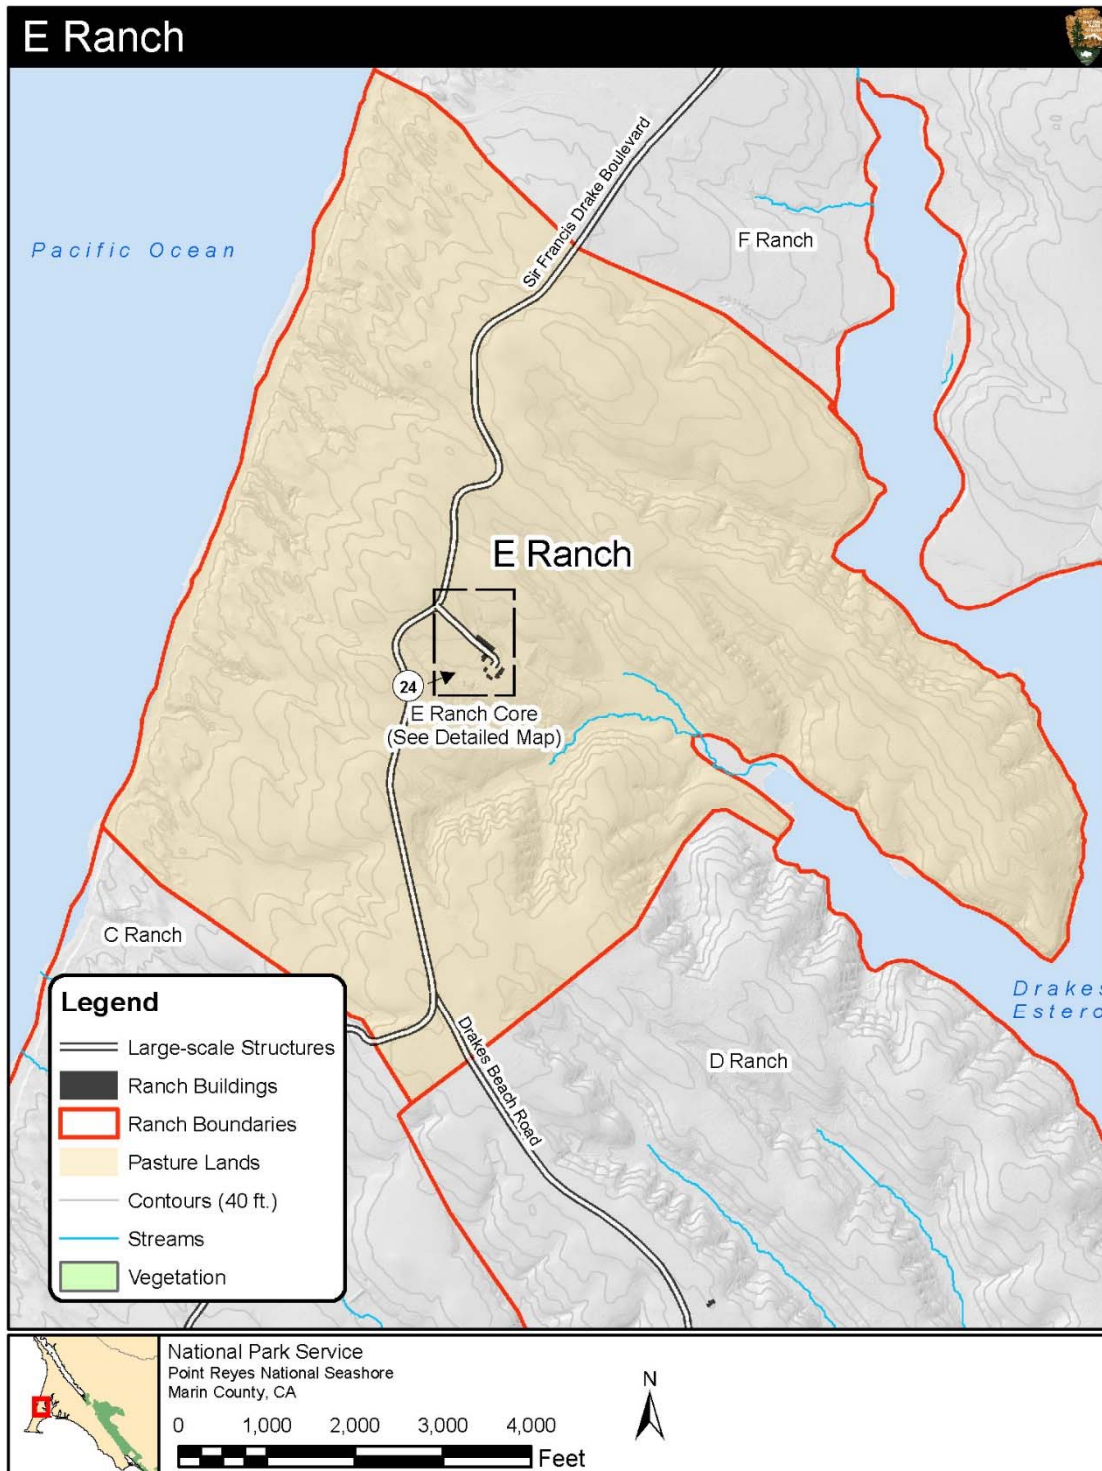 E Ranch
Pacific Ocean
Sir Francis Drake Boulevard
F Ranch
E Ranch
24
E Ranch Core
(See Detailed Map)
C Ranch
Drakes
Estero
D Ranch
Drakes Beach Road
Legend
Large-scale Structures
Ranch Buildings
Ranch Boundaries
Pasture Lands
Contours (40 ft.)
Streams
Vegetation
National Park Service
Point Reyes National Seashore
Marin County, CA
N
0 1,000 2,000 3,000 4,000
Feet